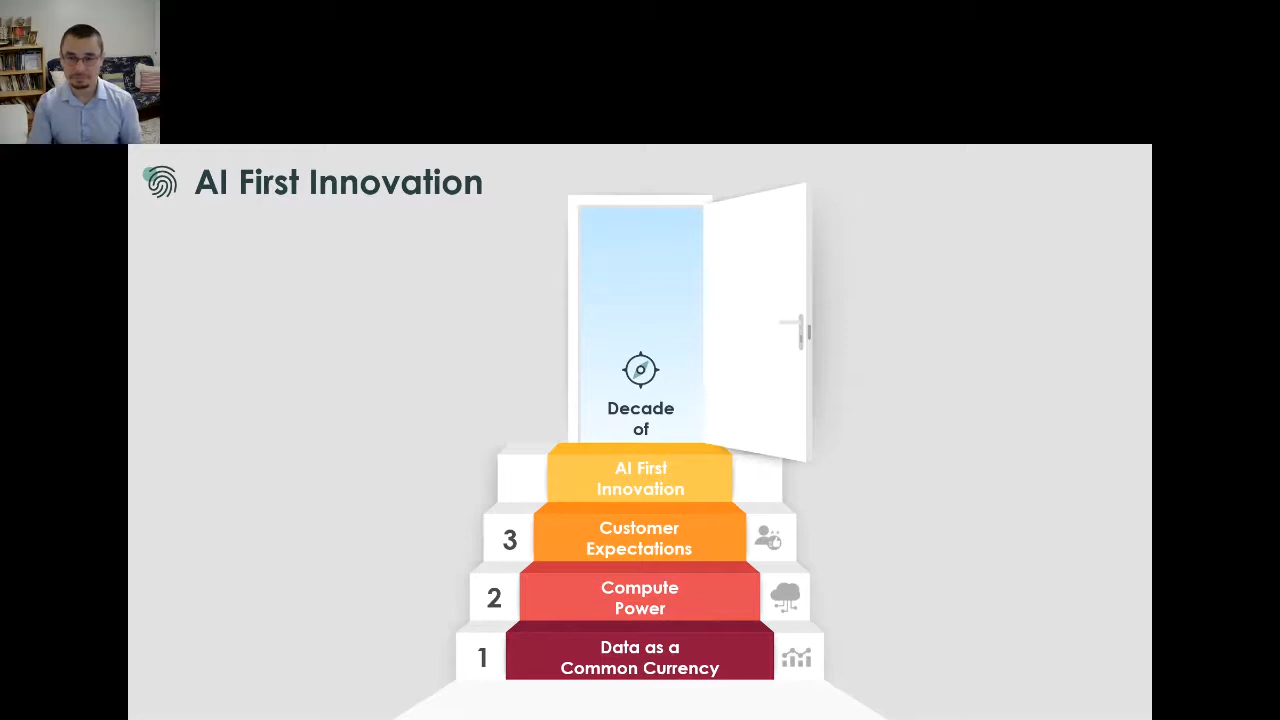 AI First Innovation
Decade
of
AI First
Innovation
3
Customer
Expectations
2
Compute
Power
1
Data as a
Common Currency